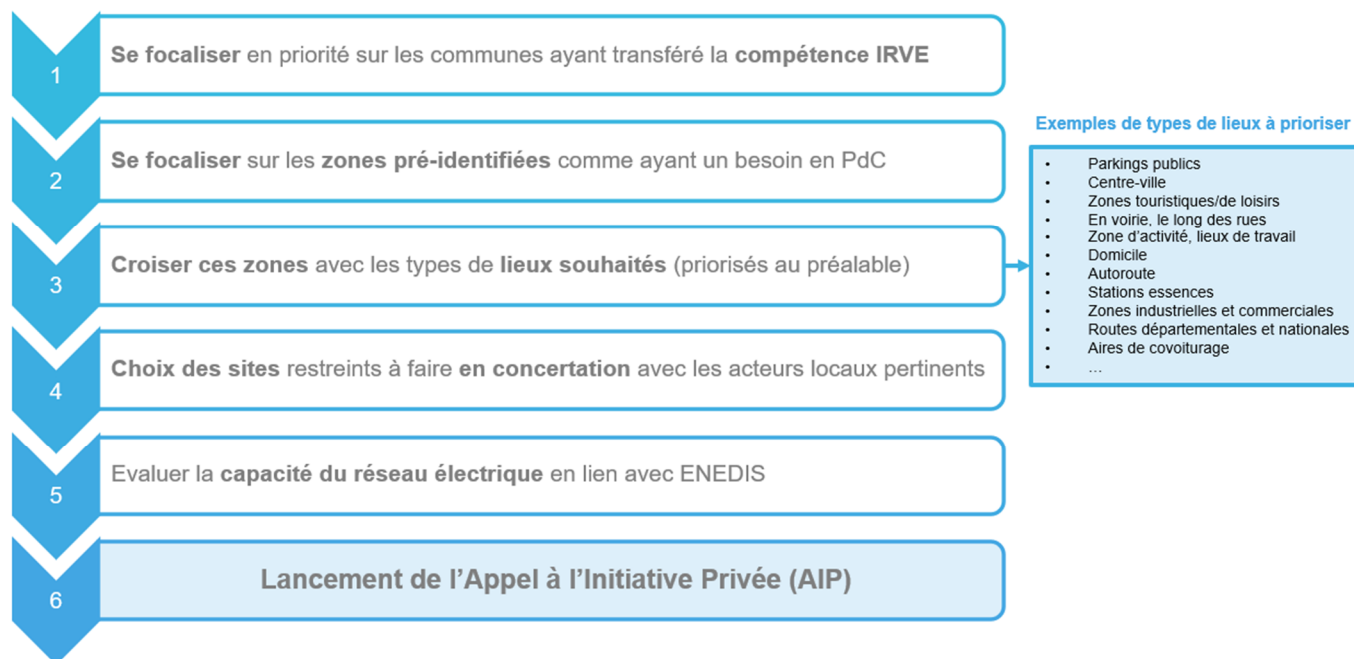 1
Se focaliser en priorité sur les communes ayant transféré la compétence IRVE
2
Se focaliser sur les zones pré-identifiées comme ayant un besoin en PdC
3
Croiser ces zones avec les types de lieux souhaités (priorisés au préalable)
4
Choix des sites restreints à faire en concertation avec les acteurs locaux pertinents
5
Evaluer la capacité du réseau électrique en lien avec ENEDIS
6
Lancement de l’Appel à l’Initiative Privée (AIP)
Exemples de types de lieux à prioriser
• Parkings publics
• Centre-ville
• Zones touristiques/de loisirs
• En voirie, le long des rues
• Zone d’activité, lieux de travail
• Domicile
• Autoroute
• Stations essences
• Zones industrielles et commerciales
• Routes départementales et nationales
• Aires de covoiturage
• …